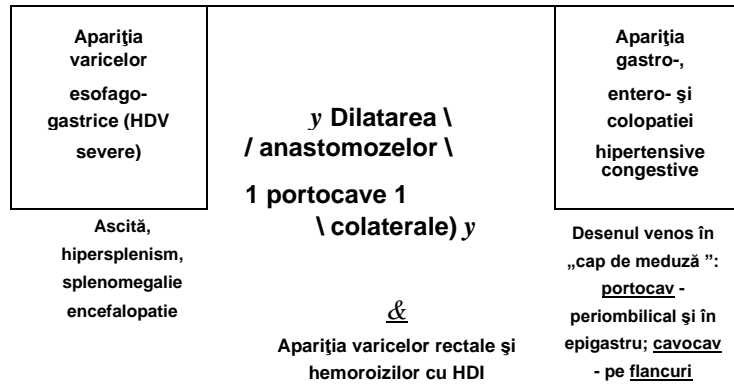 Apariţia
varicelor
esofago-
gastrice (HDV
severe)
Ascită,
hipersplenism,
splenomegalie
encefalopatie
y Dilatarea \
/ anastomozelor \
1 portocave 1
\ colaterale) y
&
Apariţia varicelor rectale şi
hemoroizilor cu HDI
Apariţia
gastro-,
entero- şi
colopatiei
hipertensive
congestive
Desenul venos în
„cap de meduză ”:
portocav -
periombilical şi în
epigastru; cavocav
- pe flancuri